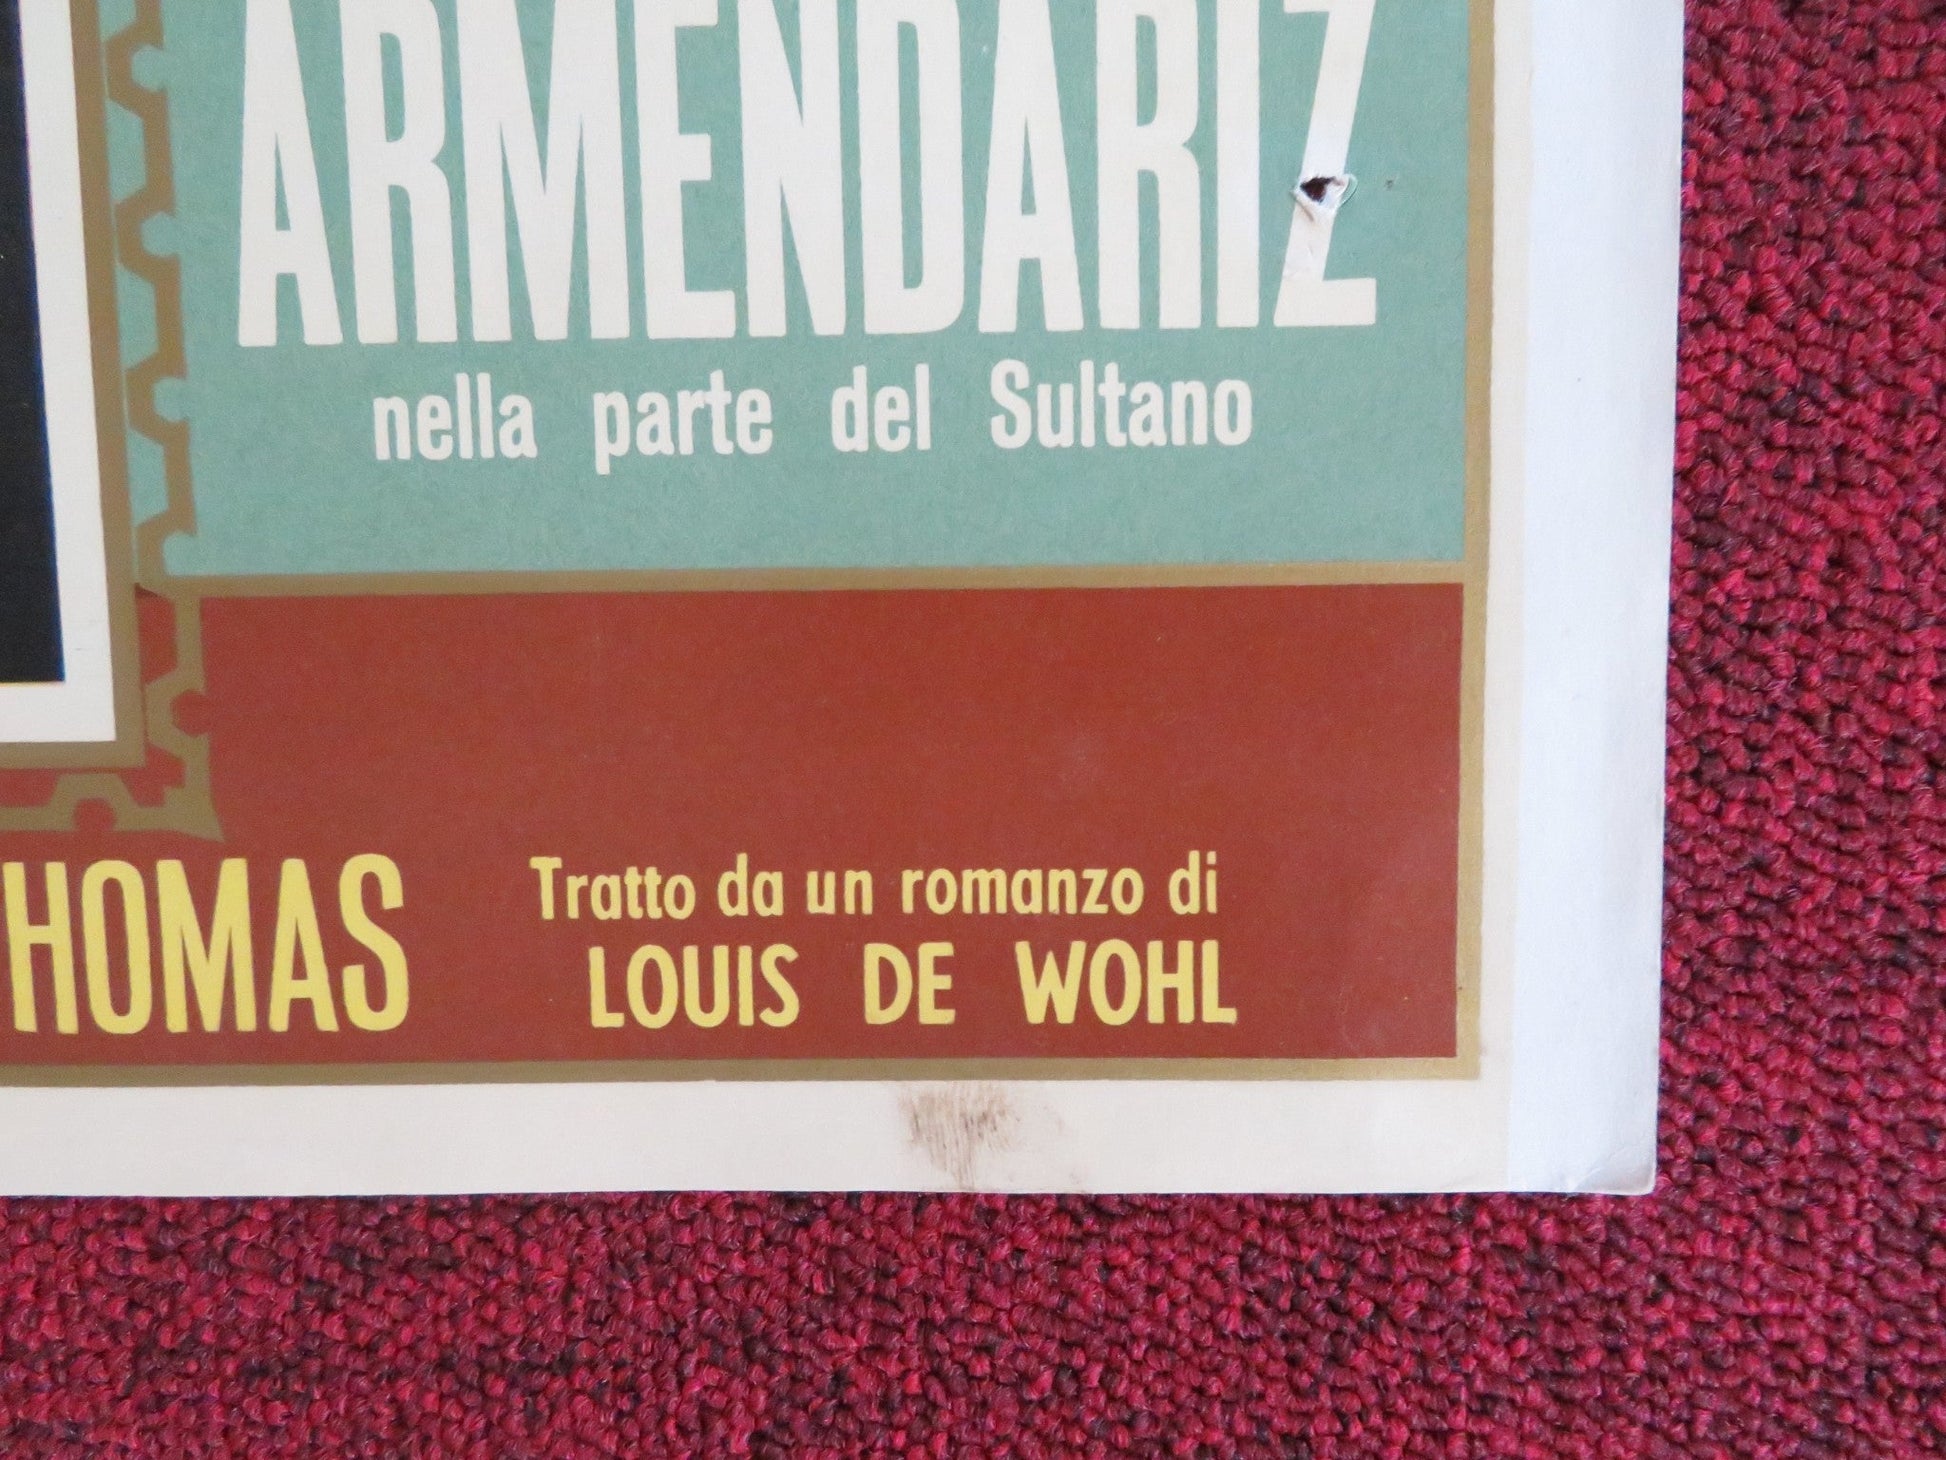 ARMENDARIZ
nella parte del Sultano
HOMAS
Tratto da un romanzo di
LOUIS DE WOHL